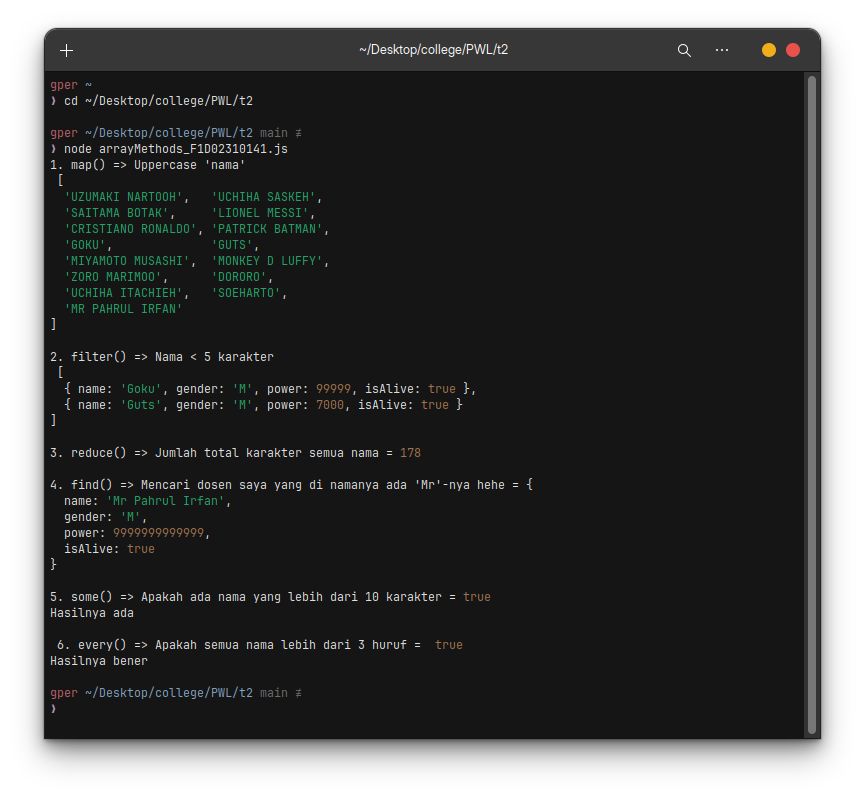 ~/Desktop/college/PWL/t2
gper ~
❯ cd ~/Desktop/college/PWL/t2
gper ~/Desktop/college/PWL/t2 main ≢
❯ node arrayMethods_F1D02310141.js
1. map() => Uppercase 'nama'
[
'UZUMAKI NARTOOH',   'UCHIHA SASKEH',
'SAITAMA BOTAK',     'LIONEL MESSI',
'CRISTIANO RONALDO', 'PATRICK BATMAN',
'GOKU',              'GUTS',
'MIYAMOTO MUSASHI',  'MONKEY D LUFFY',
'ZORO MARIMOO',      'DORORO',
'UCHIHA ITACHIEH',   'SOEHARTO',
'MR PAHRUL IRFAN'
]
2. filter() => Nama < 5 karakter
[
{ name: 'Goku', gender: 'M', power: 99999, isAlive: true },
{ name: 'Guts', gender: 'M', power: 7000, isAlive: true }
]
3. reduce() => Jumlah total karakter semua nama = 178
4. find() => Mencari dosen saya yang di namanya ada 'Mr'-nya hehe = {
name: 'Mr Pahrul Irfan',
gender: 'M',
power: 9999999999999,
isAlive: true
}
5. some() => Apakah ada nama yang lebih dari 10 karakter = true
Hasilnya ada
6. every() => Apakah semua nama lebih dari 3 huruf =  true
Hasilnya bener
gper ~/Desktop/college/PWL/t2 main ≢
❯